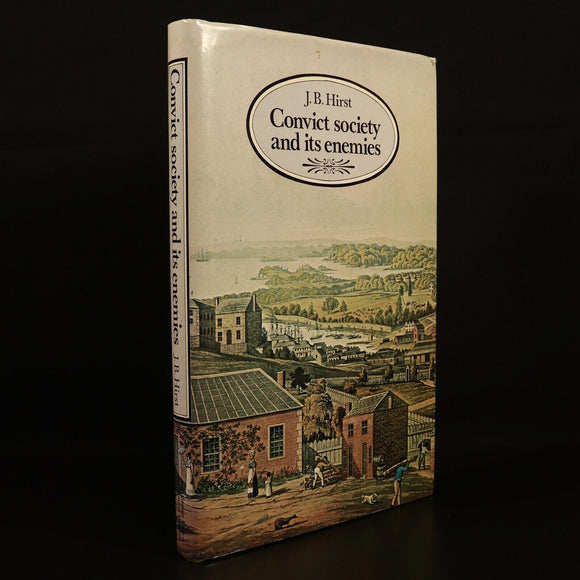 J. B. Hirst
Convict society
and its enemies
Convict society and its enemies J. B. Hirst